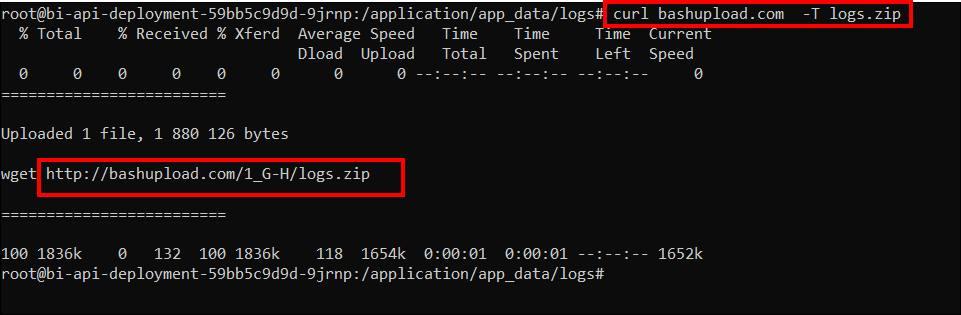 root@bi-api-deployment-59bb5c9d9d-9jrnp:/application/app_data/logs# curl bashupload.com  -T logs.zip
  % Total    % Received % Xferd  Average Speed   Time    Time     Time  Current
                                 Dload  Upload   Total   Spent    Left  Speed
  0     0    0     0    0     0      0      0 --:--:-- --:--:-- --:--:--     0
=========================
Uploaded 1 file, 1 880 126 bytes
wget http://bashupload.com/1_G-H/logs.zip
=========================
100 1836k    0   132  100 1836k    118  1654k  0:00:01  0:00:01 --:--:-- 1652k
root@bi-api-deployment-59bb5c9d9d-9jrnp:/application/app_data/logs#